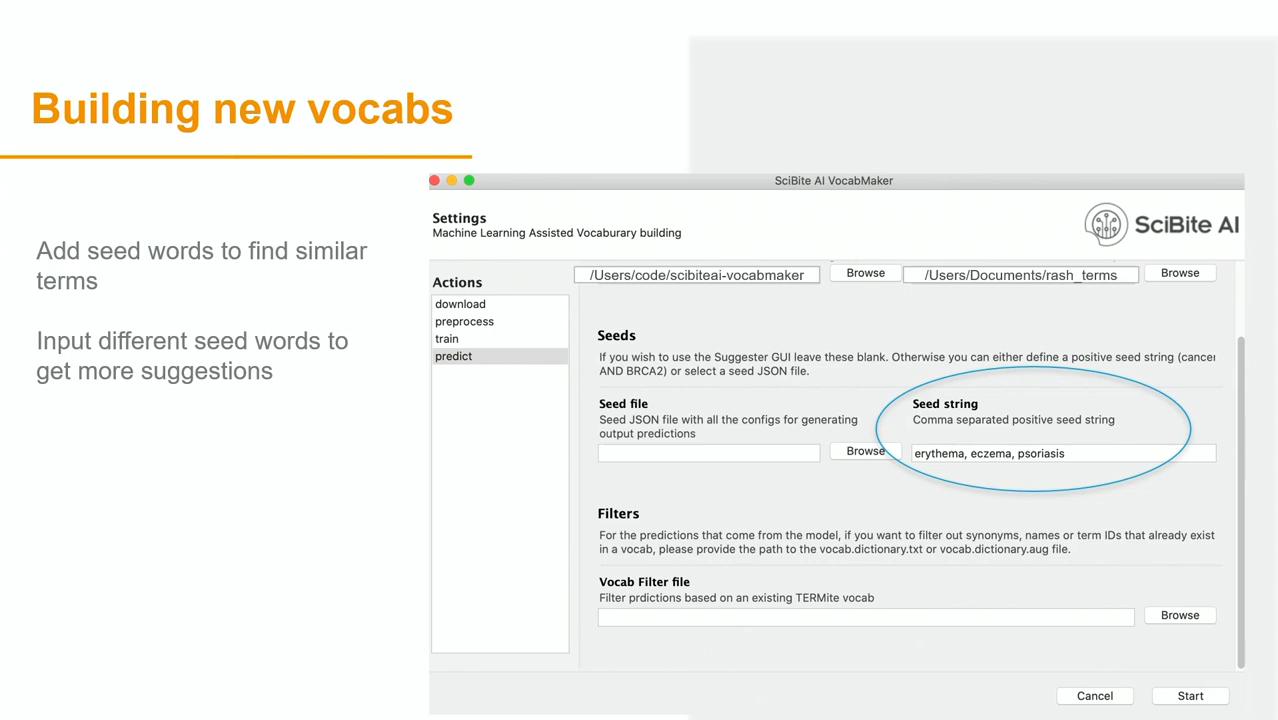 Building new vocabs
Add seed words to find similar
terms
Input different seed words to
get more suggestions
SciBite AI VocabMaker
Settings
Machine Learning Assisted Vocaburary building
SciBite AI
Actions
download
preprocess
train
predict
/Users/code/scibiteai-vocabmaker
Browse
/Users/Documents/rash_terms
Browse
Seeds
If you wish to use the Suggester GUI leave these blank. Otherwise you can either define a positive seed string (cancer
AND BRCA2) or select a seed JSON file.
Seed file
Seed JSON file with all the configs for generating
output predictions
Browse
Seed string
Comma separated positive seed string
erythema, eczema, psoriasis
Filters
For the predictions that come from the model, if you want to filter out synonyms, names or term IDs that already exist
in a vocab, please provide the path to the vocab.dictionary.txt or vocab.dictionary.aug file.
Vocab Filter file
Filter prdictions based on an existing TERMite vocab
Browse
Cancel
Start